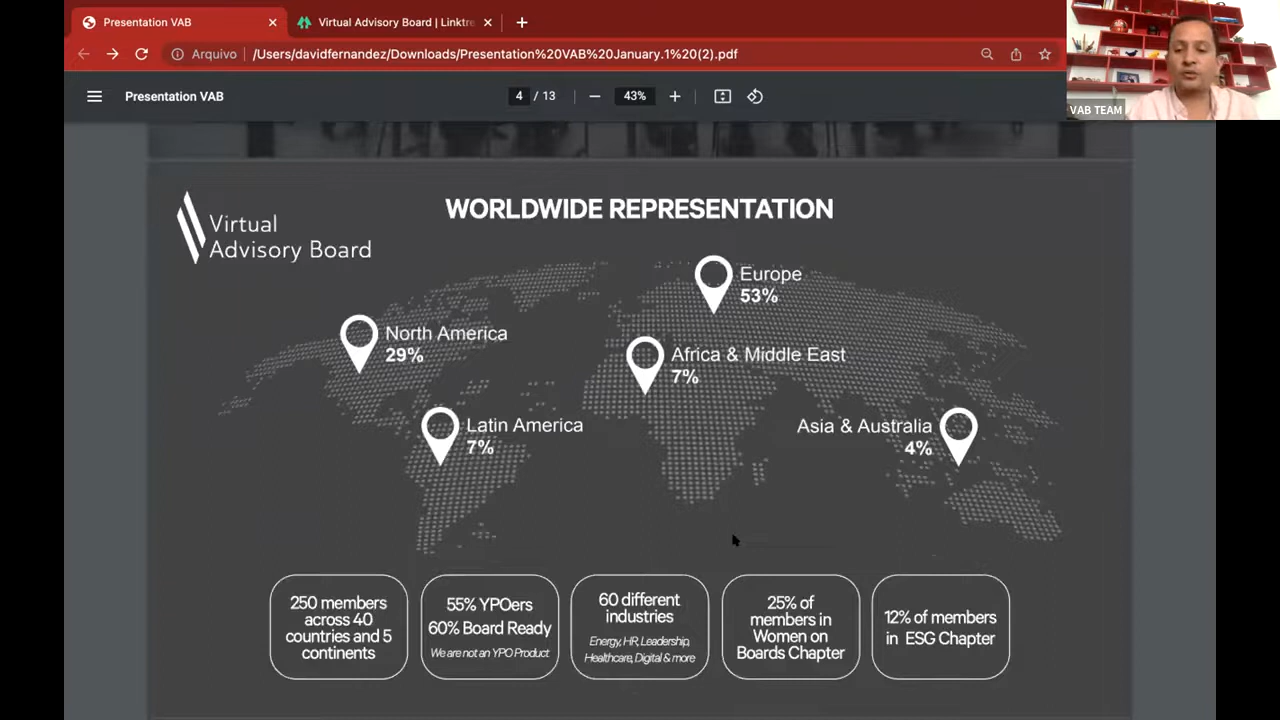 Presentation VAB
Virtual Advisory Board | Linktre
Arquivo
/Users/davidfernandez/Downloads/Presentation%20VAB%20January.1%20(2).pdf
VAB TEAM
Presentation VAB
4 / 13
43%
Virtual
Advisory Board
WORLDWIDE REPRESENTATION
Europe
53%
North America
29%
Africa & Middle East
7%
Latin America
7%
Asia & Australia
4%
250 members
across 40
countries and 5
continents
55% YPOers
60% Board Ready
We are not an YPO Product
60 different
industries
Energy, HR, Leadership,
Healthcare, Digital & more
25% of
members in
Women on
Boards Chapter
12% of members
in ESG Chapter